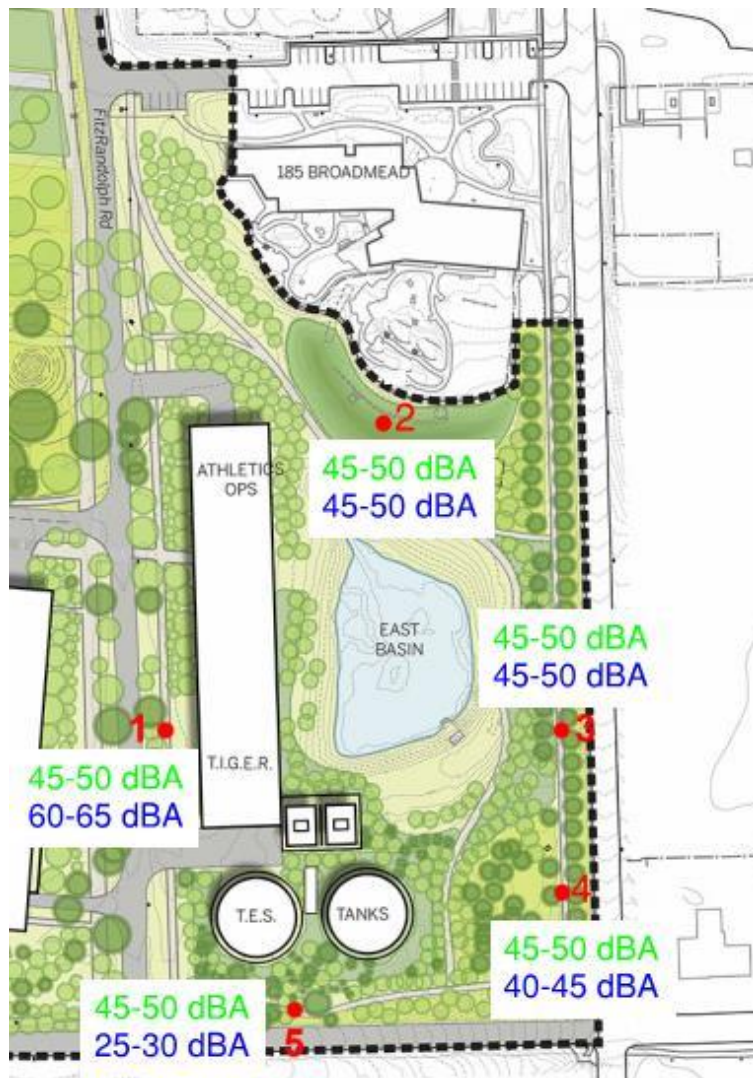 FitzRandolph Rd
185 BROADMEAD
2
45-50 dBA
45-50 dBA
ATHLETICS
OPS
EAST
BASIN
45-50 dBA
45-50 dBA
1
3
T.I.G.E.R.
45-50 dBA
60-65 dBA
4
T.E.S.
TANKS
45-50 dBA
40-45 dBA
45-50 dBA
25-30 dBA
5